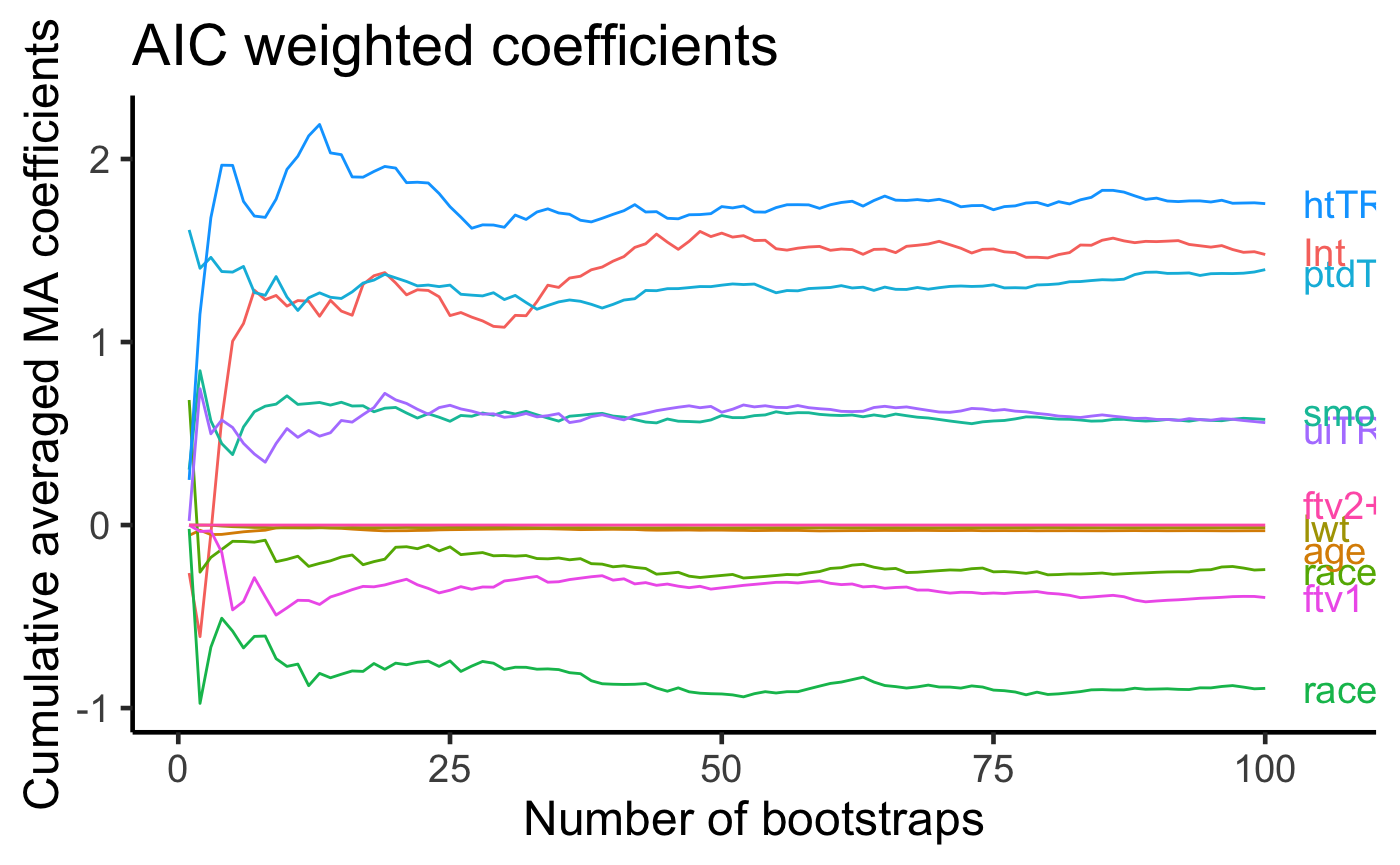 AIC weighted coefficients
Cumulative averaged MA coefficients
2
1
0
-1
htTR
Int
ptdT
smo
uiTR
ftv2+
lwt
age
race
ftv1
race
0 25 50 75 100
Number of bootstraps